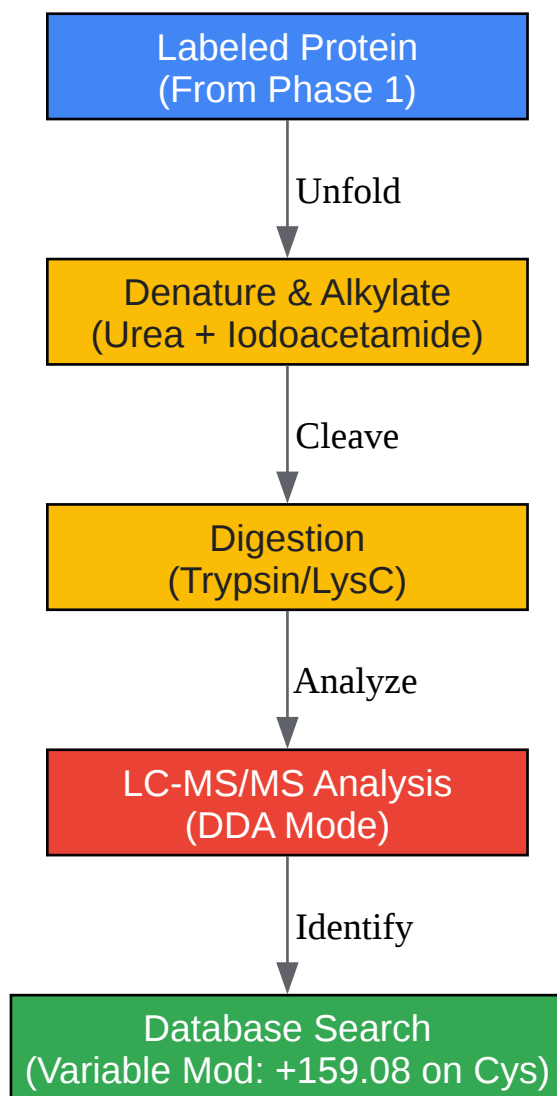 Labeled Protein
(From Phase 1)
Unfold
Denature & Alkylate
(Urea + Iodoacetamide)
Cleave
Digestion
(Trypsin/LysC)
Analyze
LC-MS/MS Analysis
(DDA Mode)
Identify
Database Search
(Variable Mod: +159.08 on Cys)